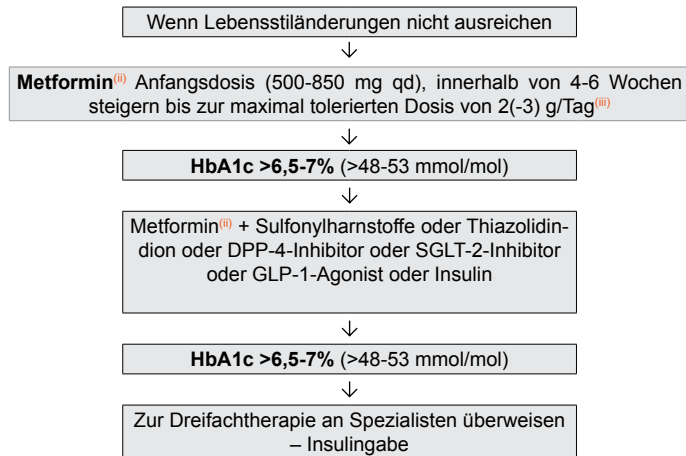 Wenn Lebensstiländerungen nicht ausreichen
Metformin(ii) Anfangsdosis (500-850 mg qd), innerhalb von 4-6 Wochen
steigern bis zur maximal tolerierten Dosis von 2(-3) g/Tag(iii)
HbA1c >6,5-7% (>48-53 mmol/mol)
Metformin(ii) + Sulfonylharnstoffe oder Thiazolidin-
dion oder DPP-4-Inhibitor oder SGLT-2-Inhibitor
oder GLP-1-Agonist oder Insulin
HbA1c >6,5-7% (>48-53 mmol/mol)
Zur Dreifachtherapie an Spezialisten überweisen
– Insulingabe